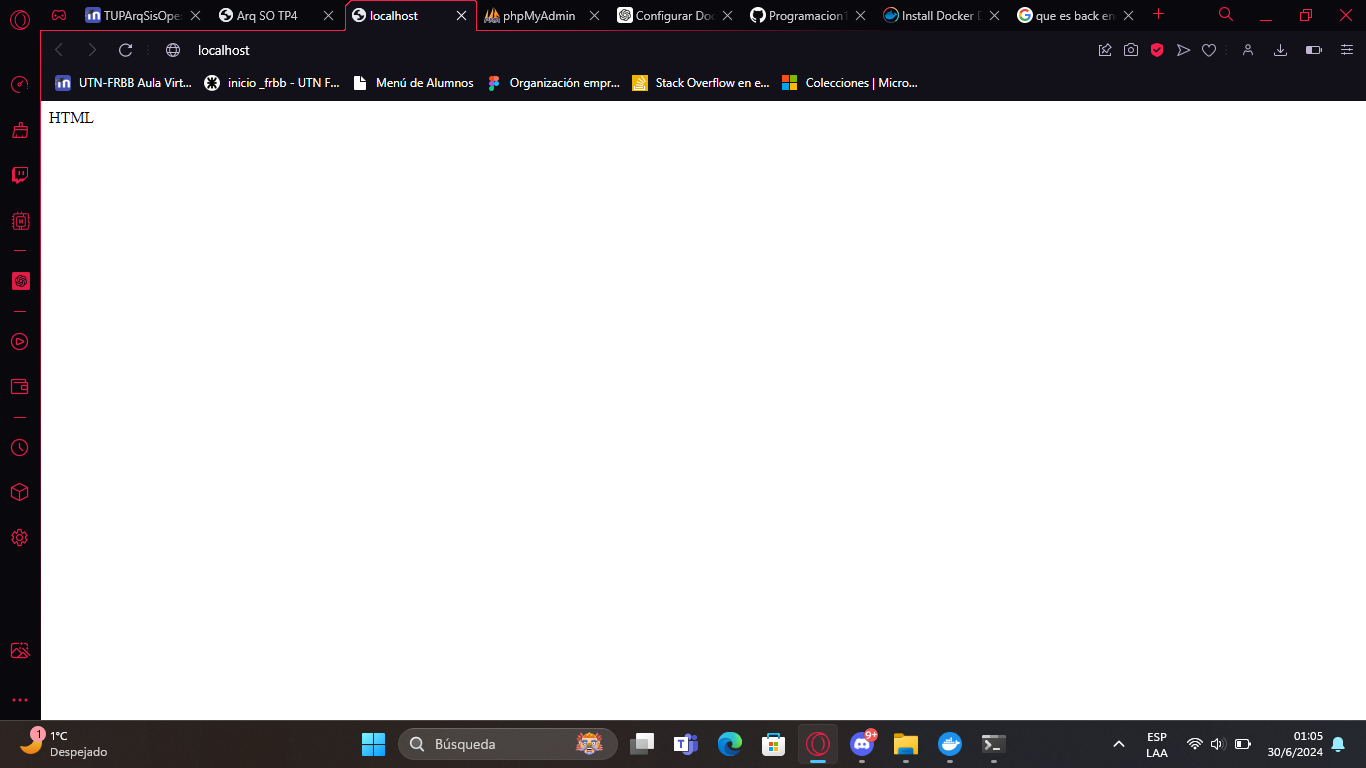 TUPArqSisOpe
Arq SO TP4
localhost
phpMyAdmin
Configurar Doc
Programacion1
Install Docker D
que es back en
localhost
UTN-FRBB Aula Virt...
inicio _frbb - UTN F...
Menú de Alumnos
Organización empr...
Stack Overflow en e...
Colecciones | Micro...
HTML
1
1°C
Despejado
Búsqueda
9+
ESP
LAA
01:05
30/6/2024